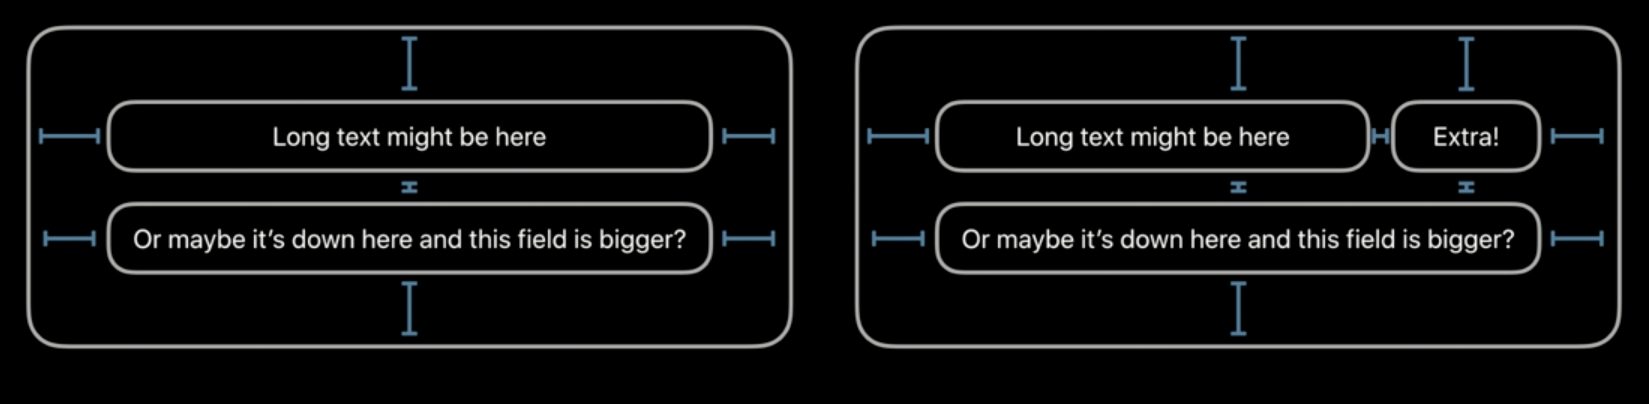 Long text might be here
Or maybe it’s down here and this field is bigger?
Long text might be here
Extra!
Or maybe it’s down here and this field is bigger?